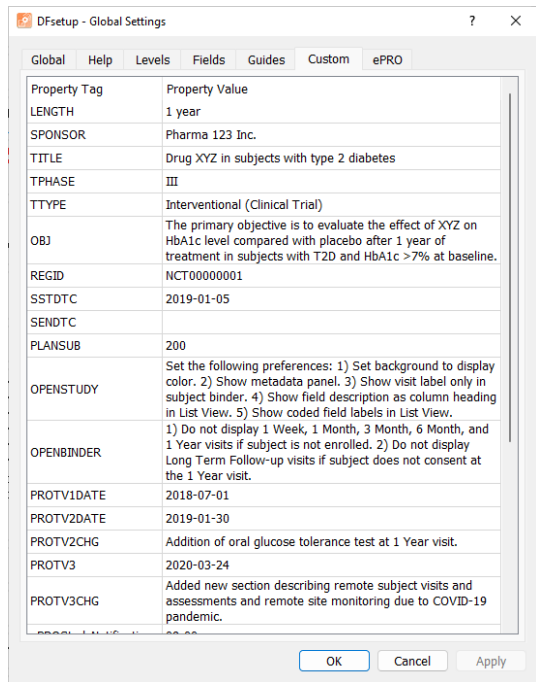 DFsetup - Global Settings ? ×
Global Help Levels Fields Guides Custom ePRO
Property Tag Property Value
LENGTH 1 year
SPONSOR Pharma 123 Inc.
TITLE Drug XYZ in subjects with type 2 diabetes
TPHASE III
TTYPE Interventional (Clinical Trial)
OBJ The primary objective is to evaluate the effect of XYZ on
HbA1c level compared with placebo after 1 year of
treatment in subjects with T2D and HbA1c >7% at baseline.
REGID NCT00000001
SSTDTC 2019-01-05
SENDTC
PLANSUB 200
OPENSTUDY Set the following preferences: 1) Set background to display
color. 2) Show metadata panel. 3) Show visit label only in
subject binder. 4) Show field description as column heading
in List View. 5) Show coded field labels in List View.
OPENBINDER 1) Do not display 1 Week, 1 Month, 3 Month, 6 Month, and
1 Year visits if subject is not enrolled. 2) Do not display
Long Term Follow-up visits if subject does not consent at
the 1 Year visit.
PROTV1DATE 2018-07-01
PROTV2DATE 2019-01-30
PROTV2CHG Addition of oral glucose tolerance test at 1 Year visit.
PROTV3 2020-03-24
PROTV3CHG Added new section describing remote subject visits and
assessments and remote site monitoring due to COVID-19
pandemic.
OK Cancel Apply